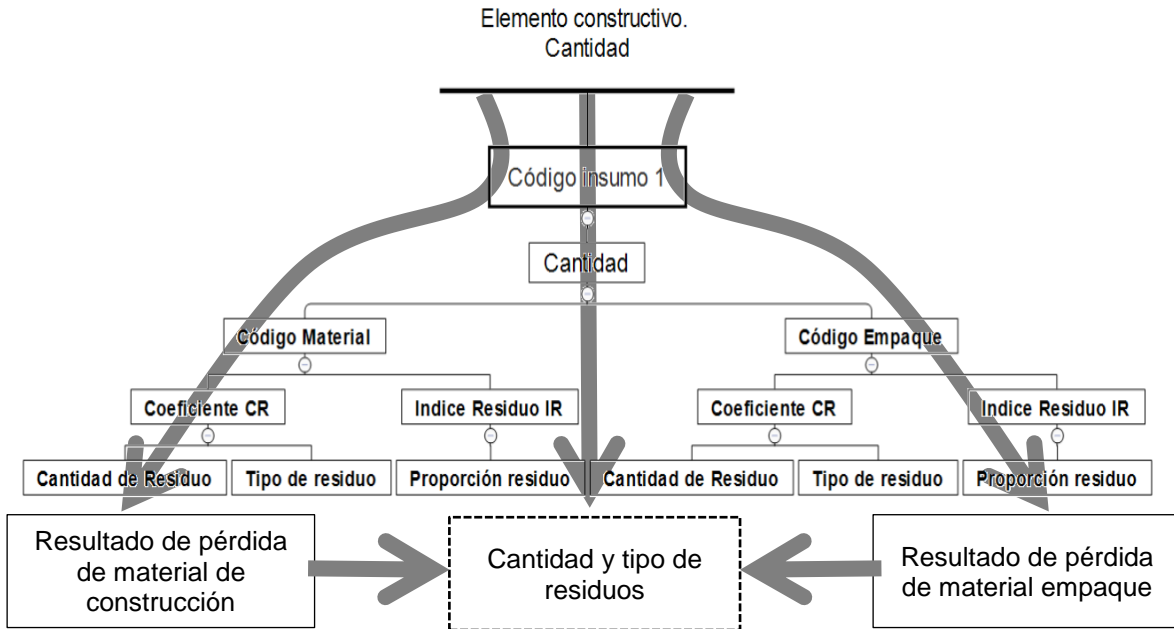 Elemento constructivo.
Cantidad
Código insumo 1
Cantidad
Código Material
Código Empaque
Coeficiente CR
Indice Residuo IR
Coeficiente CR
Indice Residuo IR
Cantidad de Residuo
Tipo de residuo
Proporción residuo
Cantidad de Residuo
Tipo de residuo
Proporción residuo
Resultado de pérdida
de material de
construcción
Cantidad y tipo de
residuos
Resultado de pérdida
de material empaque